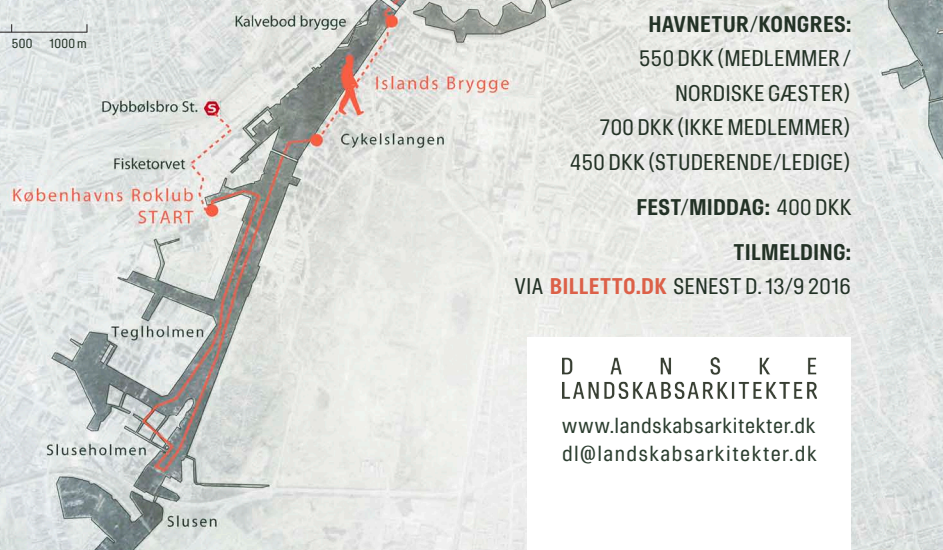 Kalvebod brygge
500 1000 m
Islands Brygge
Dybbølsbro St. S
Cykelslangen
Fisketorvet
Københavns Roklub
START
Teglholmen
Sluseholmen
Slusen
HAVNETUR/KONGRES:
550 DKK (MEDLEMMER/
NORDISKE GÆSTER)
700 DKK (IKKE MEDLEMMER)
450 DKK (STUDERENDE/LEDIGE)
FEST/MIDDAG: 400 DKK
TILMELDING:
VIA BILLETTO.DK SENEST D. 13/9 2016
DANSKE
LANDSKABSARKITEKTER
www.landskabsarkitekter.dk
dl@landskabsarkitekter.dk